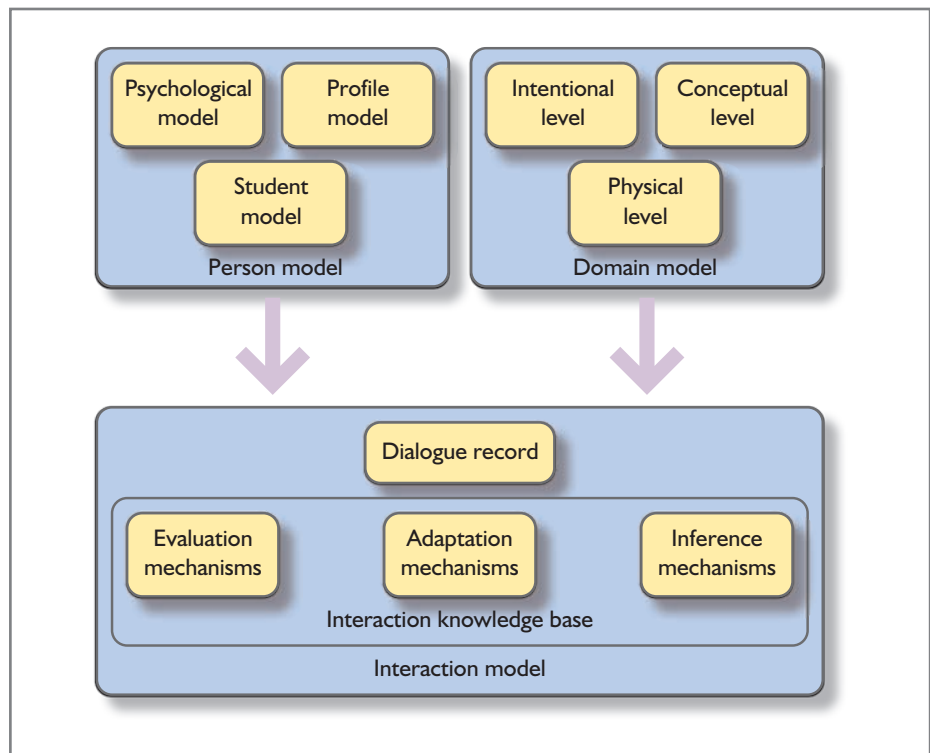 Psychological
model
Profile
model
Student
model
Person model
Intentional
level
Conceptual
level
Physical
level
Domain model
Dialogue record
Evaluation
mechanisms
Adaptation
mechanisms
Inference
mechanisms
Interaction knowledge base
Interaction model